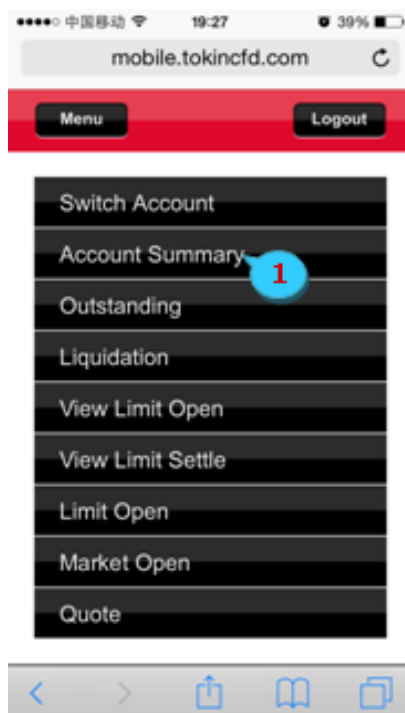 中国移动 19:27 39%
mobile.tokincfd.com
Menu Logout
Switch Account
Account Summary
1
Outstanding
Liquidation
View Limit Open
View Limit Settle
Limit Open
Market Open
Quote